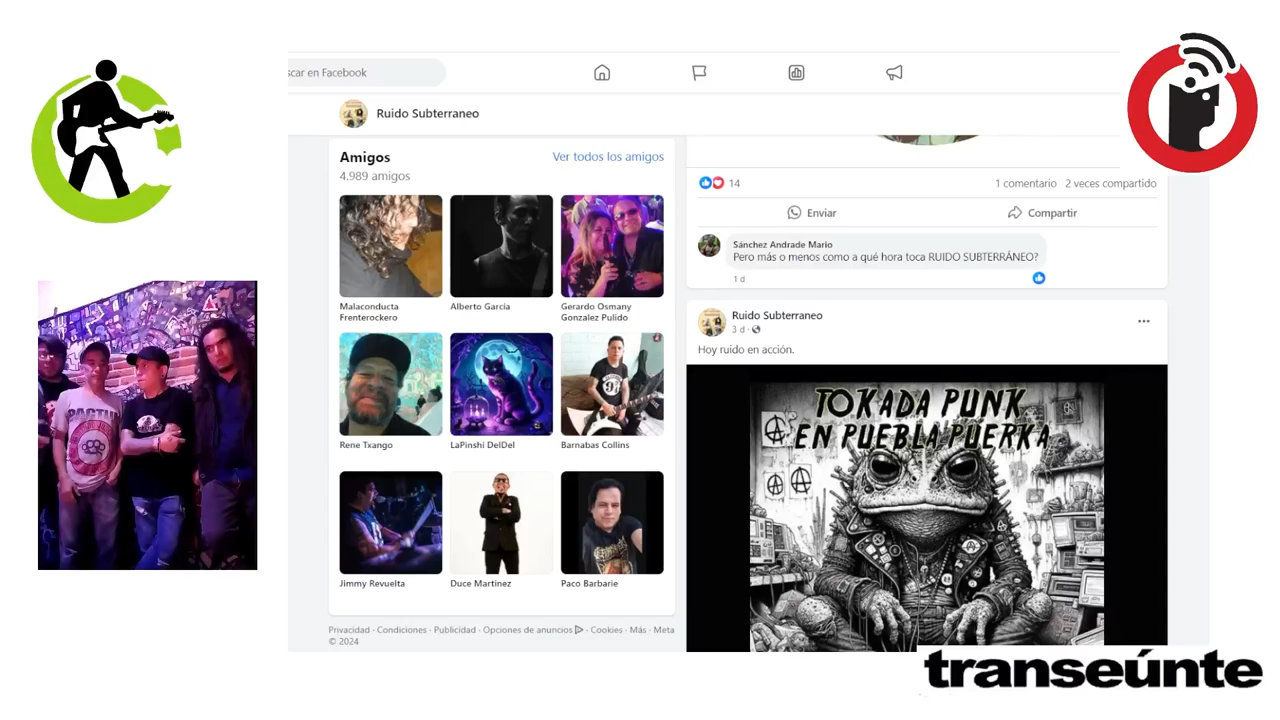 scar en Facebook
Ruido Subterraneo
Amigos
Ver todos los amigos
4.989 amigos
Malaconducta
Frenterockero
Alberto García
Gerardo Osmany
Gonzalez Pulido
Rene Txango
LaPinshi DelDel
Barnabas Collins
Jimmy Revuelta
Duce Martinez
Paco Barbarie
Privacidad · Condiciones · Publicidad · Opciones de anuncios · Cookies · Más · Meta
© 2024
14
1 comentario
2 veces compartido
Enviar
Compartir
Sánchez Andrade Mario
Pero más o menos como a qué hora toca RUIDO SUBTERRÁNEO?
1 d
Ruido Subterraneo
3 d ·
Hoy ruido en acción.
TOKADA PUNK
EN PUEBLA PUERKA
transeúnte